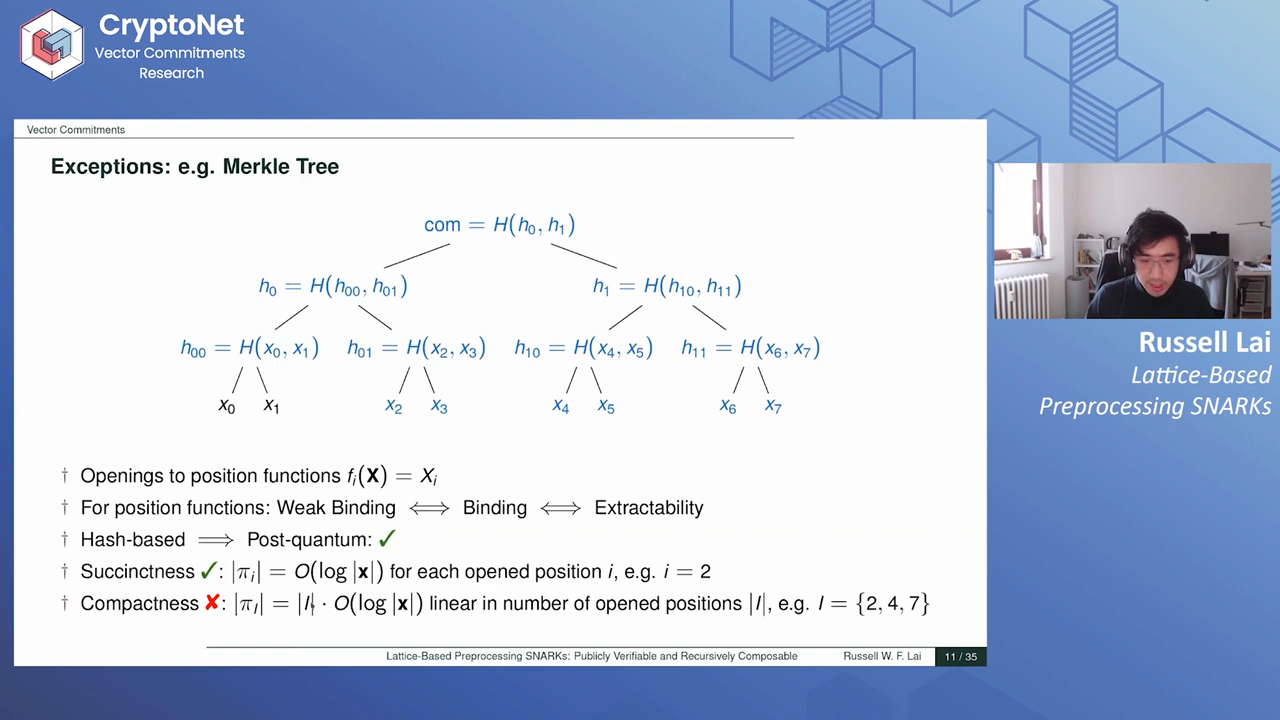 CryptoNet
Vector Commitments
Research
Vector Commitments
Exceptions: e.g. Merkle Tree
com = H(h₀, h₁)
h₀ = H(h₀₀, h₀₁) h₁ = H(h₁₀, h₁₁)
h₀₀ = H(x₀, x₁) h₀₁ = H(x₂, x₃) h₁₀ = H(x₄, x₅) h₁₁ = H(x₆, x₇)
x₀ x₁ x₂ x₃ x₄ x₅ x₆ x₇
† Openings to position functions fᵢ(X) = Xᵢ
† For position functions: Weak Binding ⟺ Binding ⟺ Extractability
† Hash-based ⟹ Post-quantum: ✓
† Succinctness ✓: |πᵢ| = O(log |x|) for each opened position i, e.g. i = 2
† Compactness ✘: |π_I| = |I| · O(log |x|) linear in number of opened positions |I|, e.g. I = {2, 4, 7}
Lattice-Based Preprocessing SNARKs: Publicly Verifiable and Recursively Composable Russell W. F. Lai 11 / 35
Russell Lai
Lattice-Based
Preprocessing SNARKs